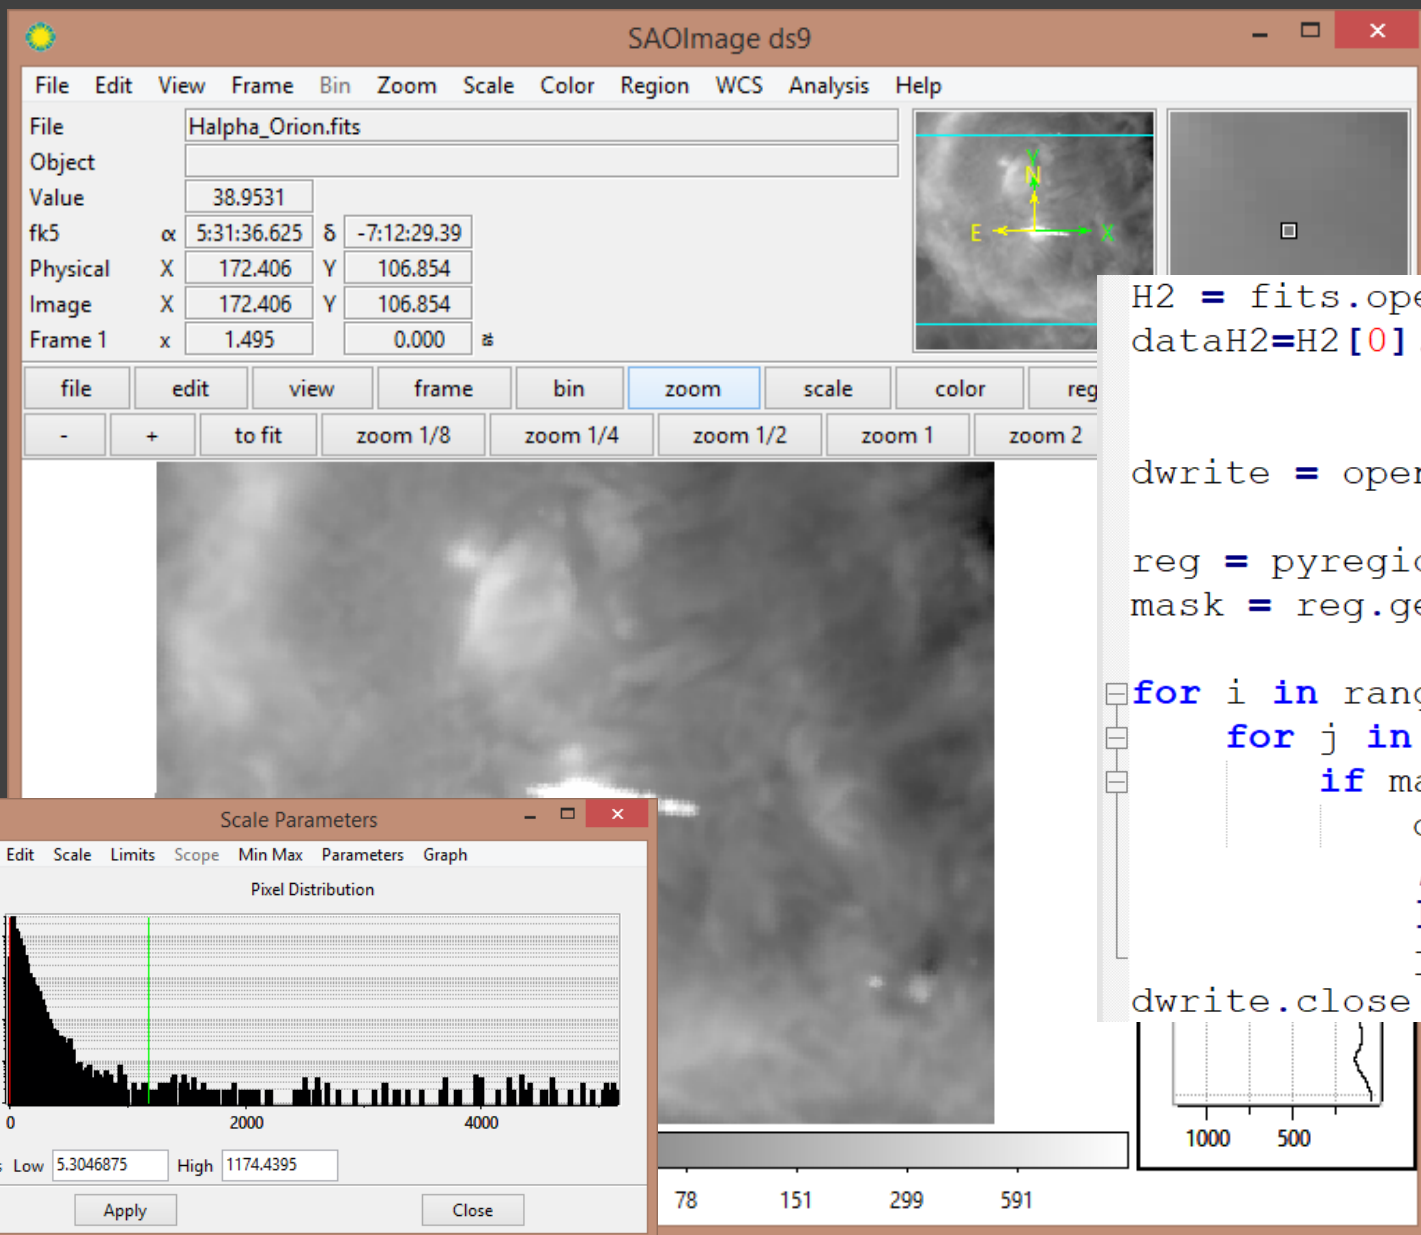 SAOImage ds9
File Edit View Frame Bin Zoom Scale Color Region WCS Analysis Help
File Halpha_Orion.fits
Object
Value 38.9531
fk5 α 5:31:36.625 δ -7:12:29.39
Physical X 172.406 Y 106.854
Image X 172.406 Y 106.854
Frame 1 x 1.495 0.000
Y
N
E X
file edit view frame bin zoom scale color reg
- + to fit zoom 1/8 zoom 1/4 zoom 1/2 zoom 1 zoom 2
H2 = fits.ope
dataH2=H2[0]
dwrite = open
reg = pyregio
mask = reg.ge
for i in rang
for j in
if ma
dwrite.close
Scale Parameters
Edit Scale Limits Scope Min Max Parameters Graph
Pixel Distribution
0 2000 4000
Low 5.3046875 High 1174.4395
Apply Close
1000 500
78 151 299 591